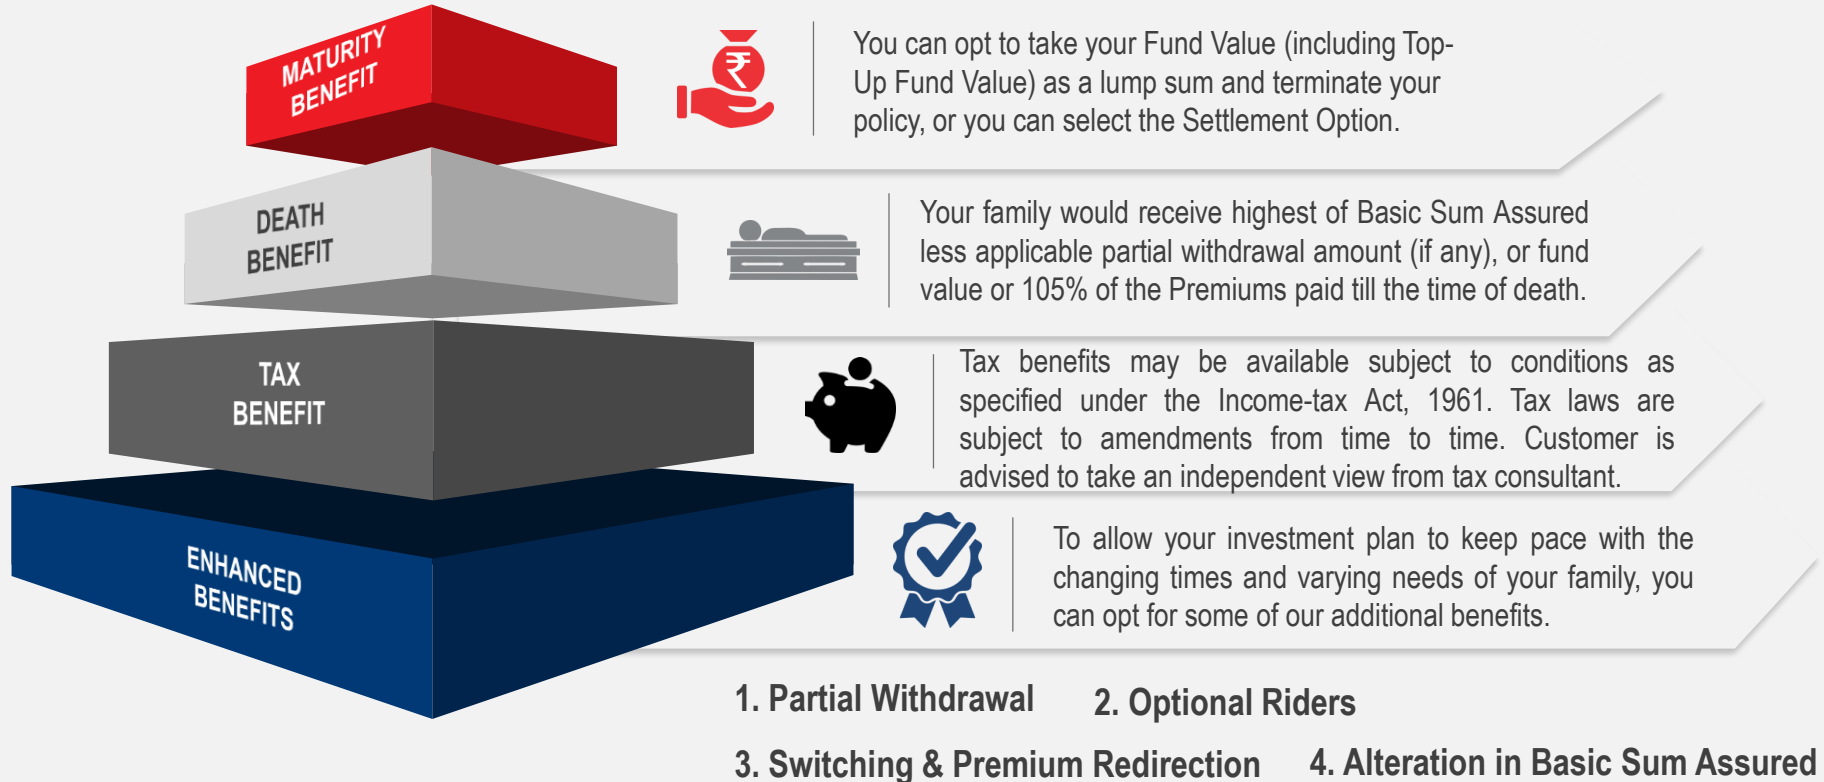 MATURITY
BENEFIT
You can opt to take your Fund Value (including Top-
Up Fund Value) as a lump sum and terminate your
policy, or you can select the Settlement Option.
DEATH
BENEFIT
Your family would receive highest of Basic Sum Assured
less applicable partial withdrawal amount (if any), or fund
value or 105% of the Premiums paid till the time of death.
TAX
BENEFIT
Tax benefits may be available subject to conditions as
specified under the Income-tax Act, 1961. Tax laws are
subject to amendments from time to time. Customer is
advised to take an independent view from tax consultant.
ENHANCED
BENEFITS
To allow your investment plan to keep pace with the
changing times and varying needs of your family, you
can opt for some of our additional benefits.
1. Partial Withdrawal 2. Optional Riders
3. Switching & Premium Redirection 4. Alteration in Basic Sum Assured